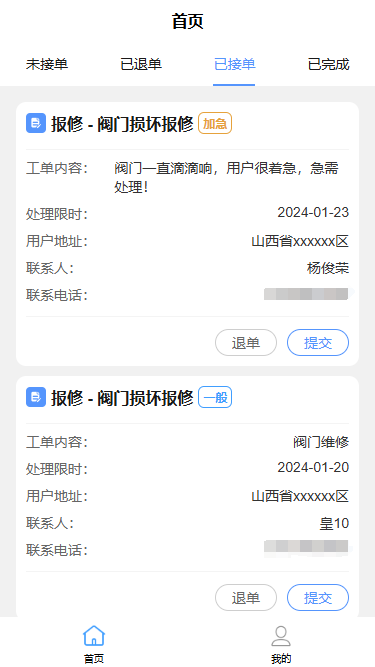 首页
未接单 已退单 已接单 已完成
报修 - 阀门损坏报修 加急
工单内容： 阀门一直滴滴响，用户很着急，急需
处理！
处理限时： 2024-01-23
用户地址： 山西省xxxxxx区
联系人： 杨俊荣
联系电话：
退单 提交
报修 - 阀门损坏报修 一般
工单内容： 阀门维修
处理限时： 2024-01-20
用户地址： 山西省xxxxxx区
联系人： 皇10
联系电话：
退单 提交
首页 我的